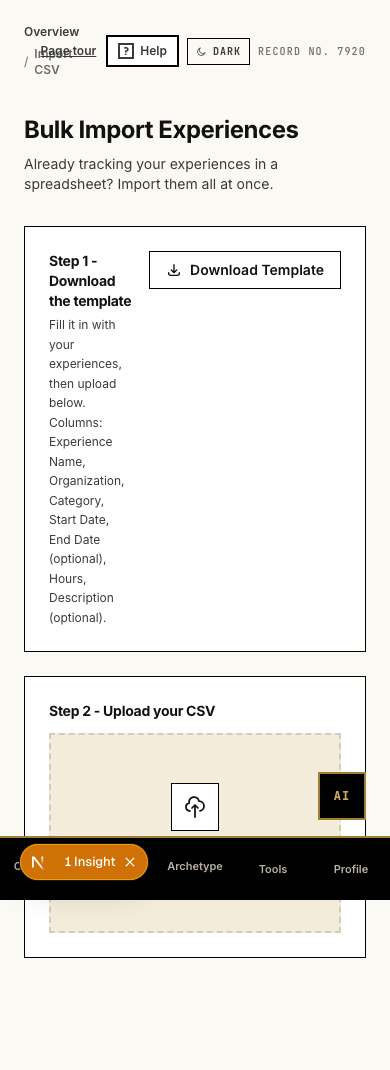 Overview
/ Import CSV
Page tour
? Help
DARK
RECORD NO. 7920
Bulk Import Experiences
Already tracking your experiences in a
spreadsheet? Import them all at once.
Step 1 -
Download
the template
Download Template
Fill it in with
your
experiences,
then upload
below.
Columns:
Experience
Name,
Organization,
Category,
Start Date,
End Date
(optional),
Hours,
Description
(optional).
Step 2 - Upload your CSV
AI
N 1 Insight
Archetype
Tools
Profile